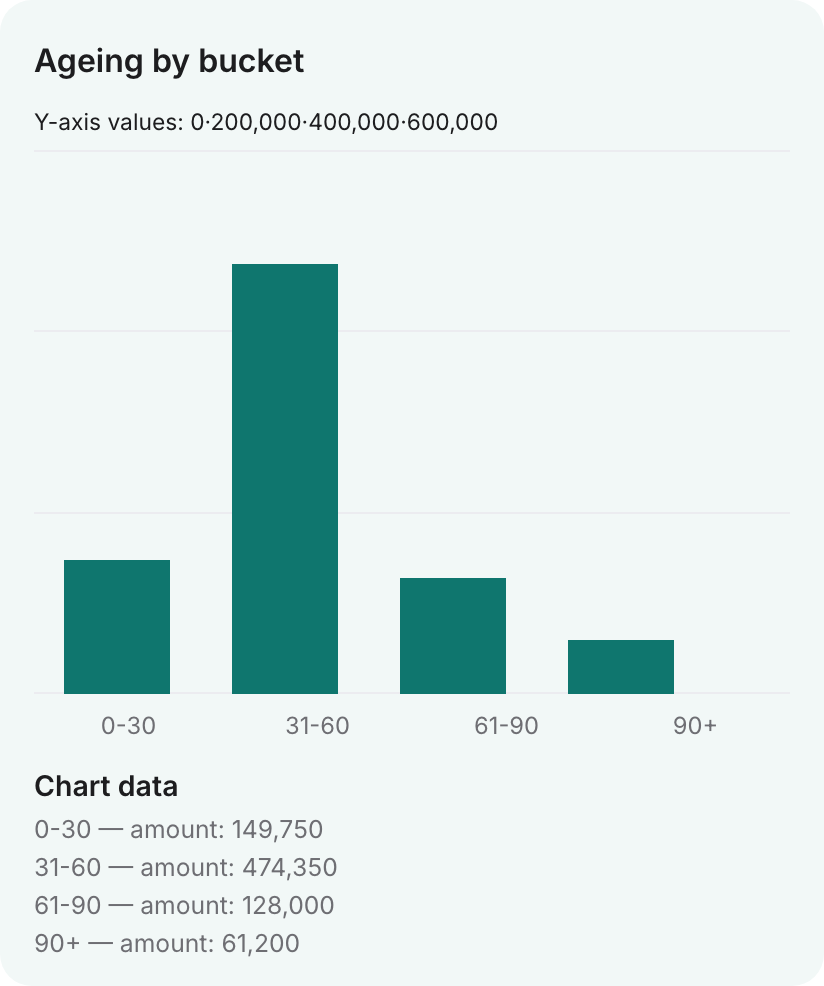 Ageing by bucket
Y-axis values: 0·200,000·400,000·600,000
0-30 31-60 61-90 90+
Chart data
0-30 — amount: 149,750
31-60 — amount: 474,350
61-90 — amount: 128,000
90+ — amount: 61,200